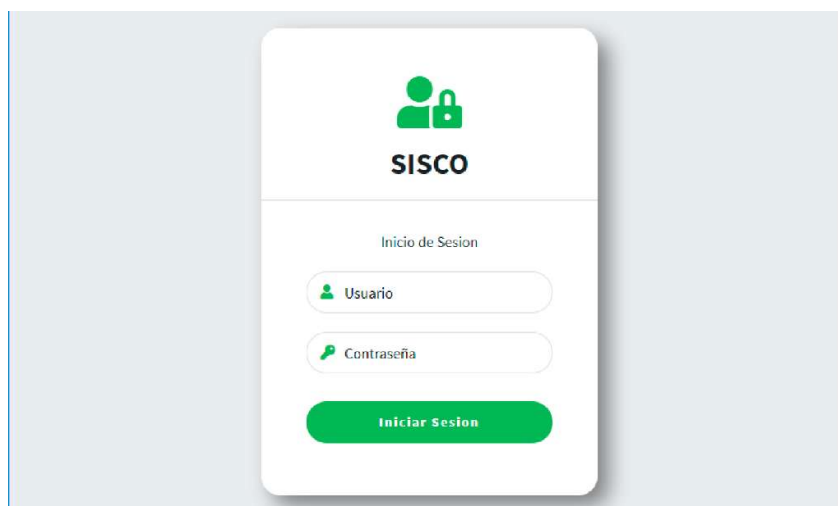 SISCO
Inicio de Sesion
Usuario
Contraseña
Iniciar Sesion